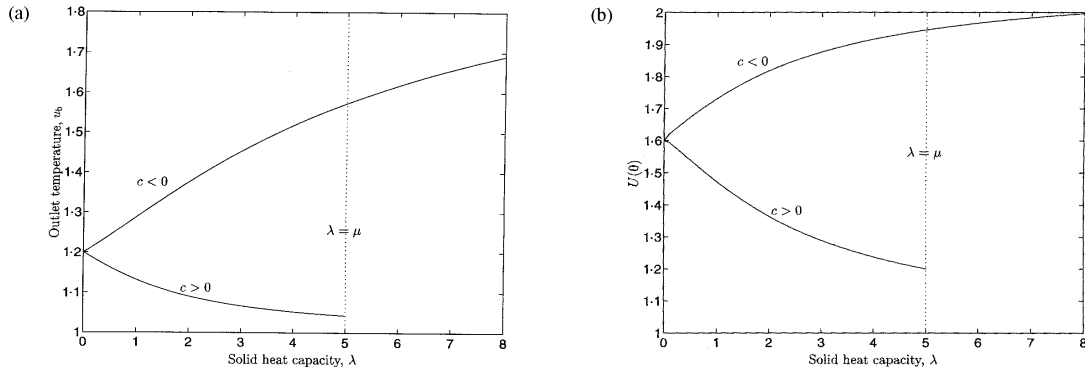 (a)
Outlet temperature, u_b
1·8
1·7
1·6
1·5
1·4
1·3
1·2
1·1
1
c < 0
c > 0
λ = μ
0 1 2 3 4 5 6 7 8
Solid heat capacity, λ
(b)
U(0)
2
1·9
1·8
1·7
1·6
1·5
1·4
1·3
1·2
1·1
1
c < 0
λ = μ
c > 0
0 1 2 3 4 5 6 7 8
Solid heat capacity, λ